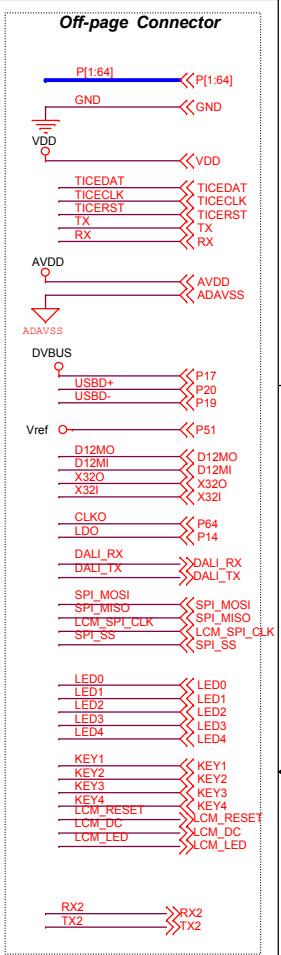 Off-page Connector
P[1:64] P[1:64]
GND GND
VDD
VDD
TICEDAT TICEDAT
TICECLK TICECLK
TICERST TICERST
TX TX
RX RX
AVDD
AVDD
ADAVSS
ADAVSS
DVBUS
P17
USBD+ P20
USBD- P19
Vref P51
D12MO D12MO
D12MI D12MI
X32O X32O
X32I X32I
CLKO P64
LDO P14
DALI_RX DALI_RX
DALI_TX DALI_TX
SPI_MOSI SPI_MOSI
SPI_MISO SPI_MISO
LCM_SPI_CLK LCM_SPI_CLK
SPI_SS SPI_SS
LED0 LED0
LED1 LED1
LED2 LED2
LED3 LED3
LED4 LED4
KEY1 KEY1
KEY2 KEY2
KEY3 KEY3
KEY4 KEY4
LCM_RESET LCM_RESET
LCM_DC LCM_DC
LCM_LED LCM_LED
RX2 RX2
TX2 TX2